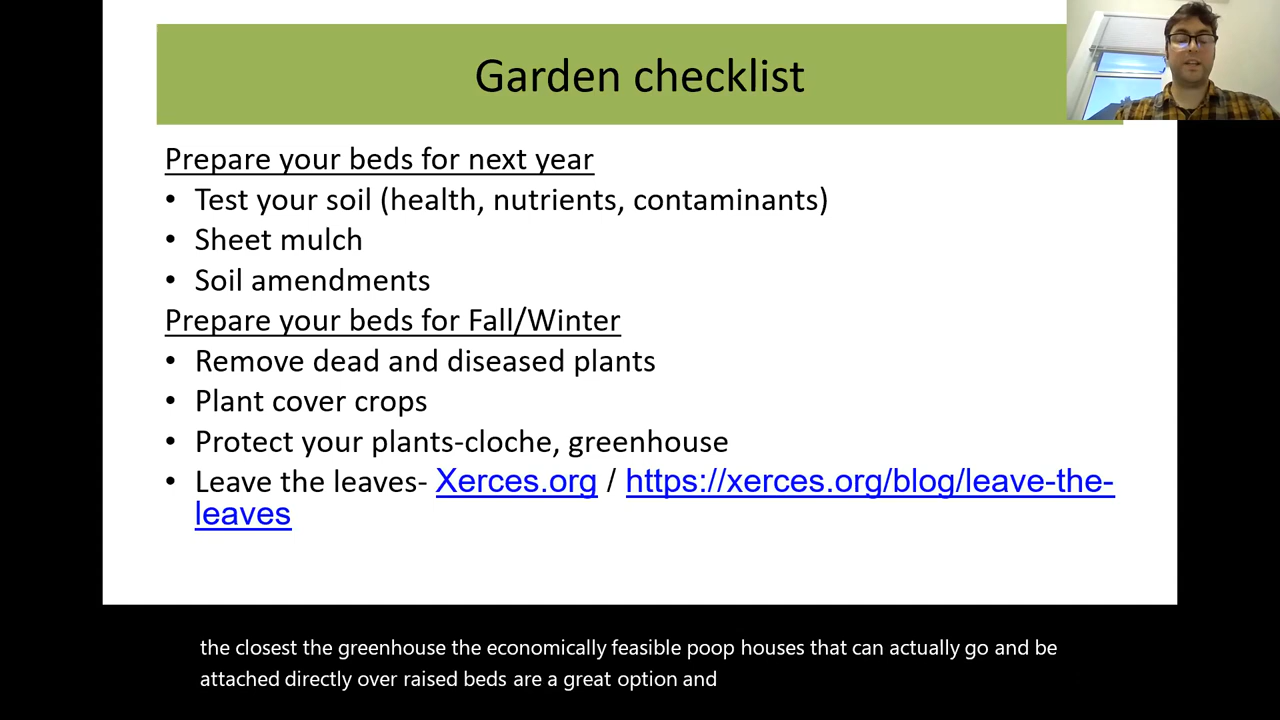 Garden checklist
Prepare your beds for next year
• Test your soil (health, nutrients, contaminants)
• Sheet mulch
• Soil amendments
Prepare your beds for Fall/Winter
• Remove dead and diseased plants
• Plant cover crops
• Protect your plants-cloche, greenhouse
• Leave the leaves- Xerces.org / https://xerces.org/blog/leave-the-
leaves
the closest the greenhouse the economically feasible poop houses that can actually go and be
attached directly over raised beds are a great option and